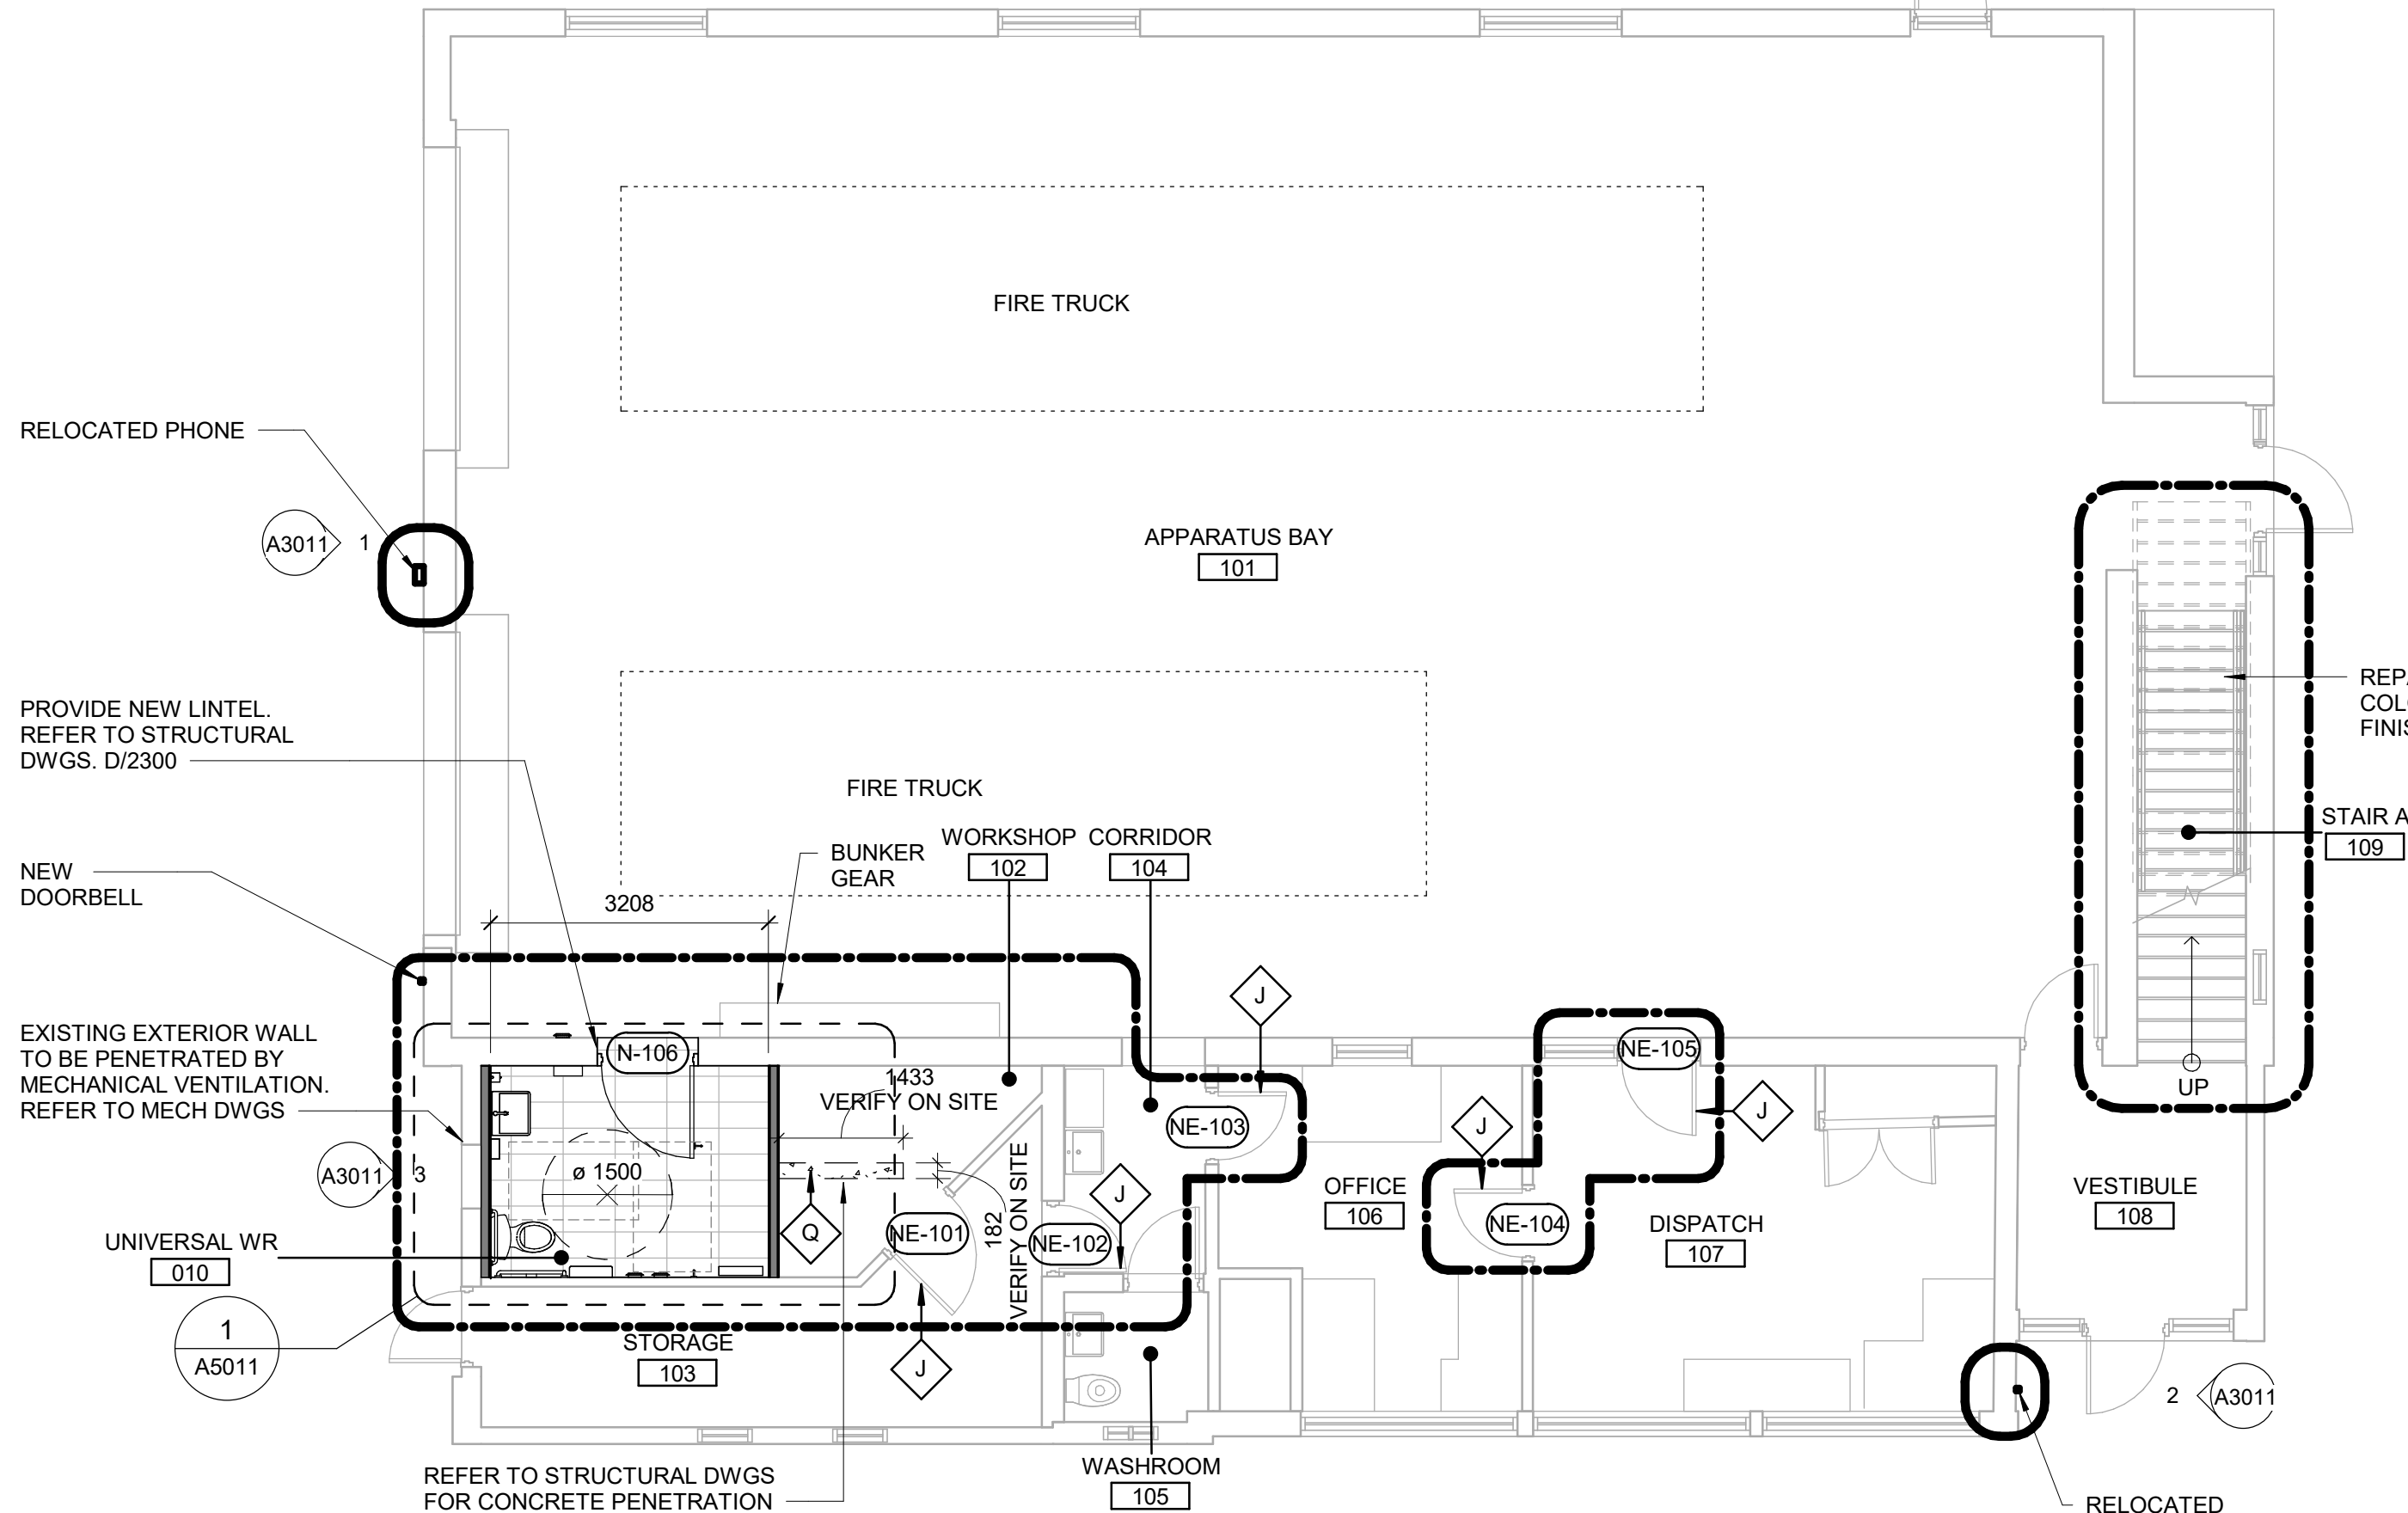 FIRE TRUCK
RELOCATED PHONE
A3011
1
APPARATUS BAY
101
PROVIDE NEW LINTEL.
REFER TO STRUCTURAL
DWGS. D/2300
FIRE TRUCK
BUNKER
GEAR
WORKSHOP
102
CORRIDOR
104
STAIR A
109
UP
NEW
DOORBELL
3208
EXISTING EXTERIOR WALL
TO BE PENETRATED BY
MECHANICAL VENTILATION.
REFER TO MECH DWGS
N-106
1433
VERIFY ON SITE
J
NE-103
NE-105
J
J
A3011
3
ø 1500
Q
NE-101
182
VERIFY ON SITE
NE-102
J
OFFICE
106
NE-104
DISPATCH
107
VESTIBULE
108
UNIVERSAL WR
010
1
A5011
STORAGE
103
J
2
A3011
REFER TO STRUCTURAL DWGS
FOR CONCRETE PENETRATION
WASHROOM
105
RELOCATED